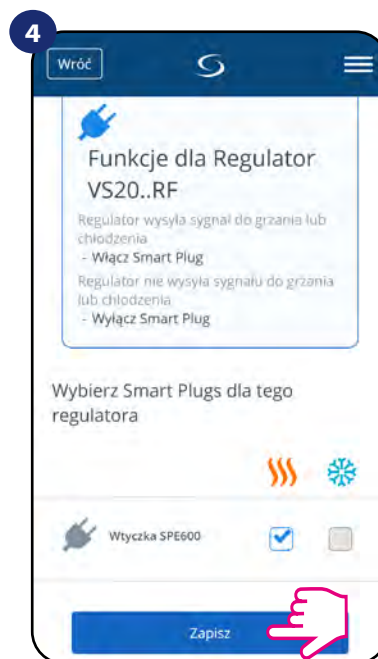 4
Wróć
Funkcje dla Regulator
VS20..RF
Regulator wysyła sygnał do grzania lub
chłodzenia
- Włącz Smart Plug
Regulator nie wysyła sygnału do grzania
lub chłodzenia
- Wyłącz Smart Plug
Wybierz Smart Plugs dla tego
regulatora
Wtyczka SPE600
Zapisz